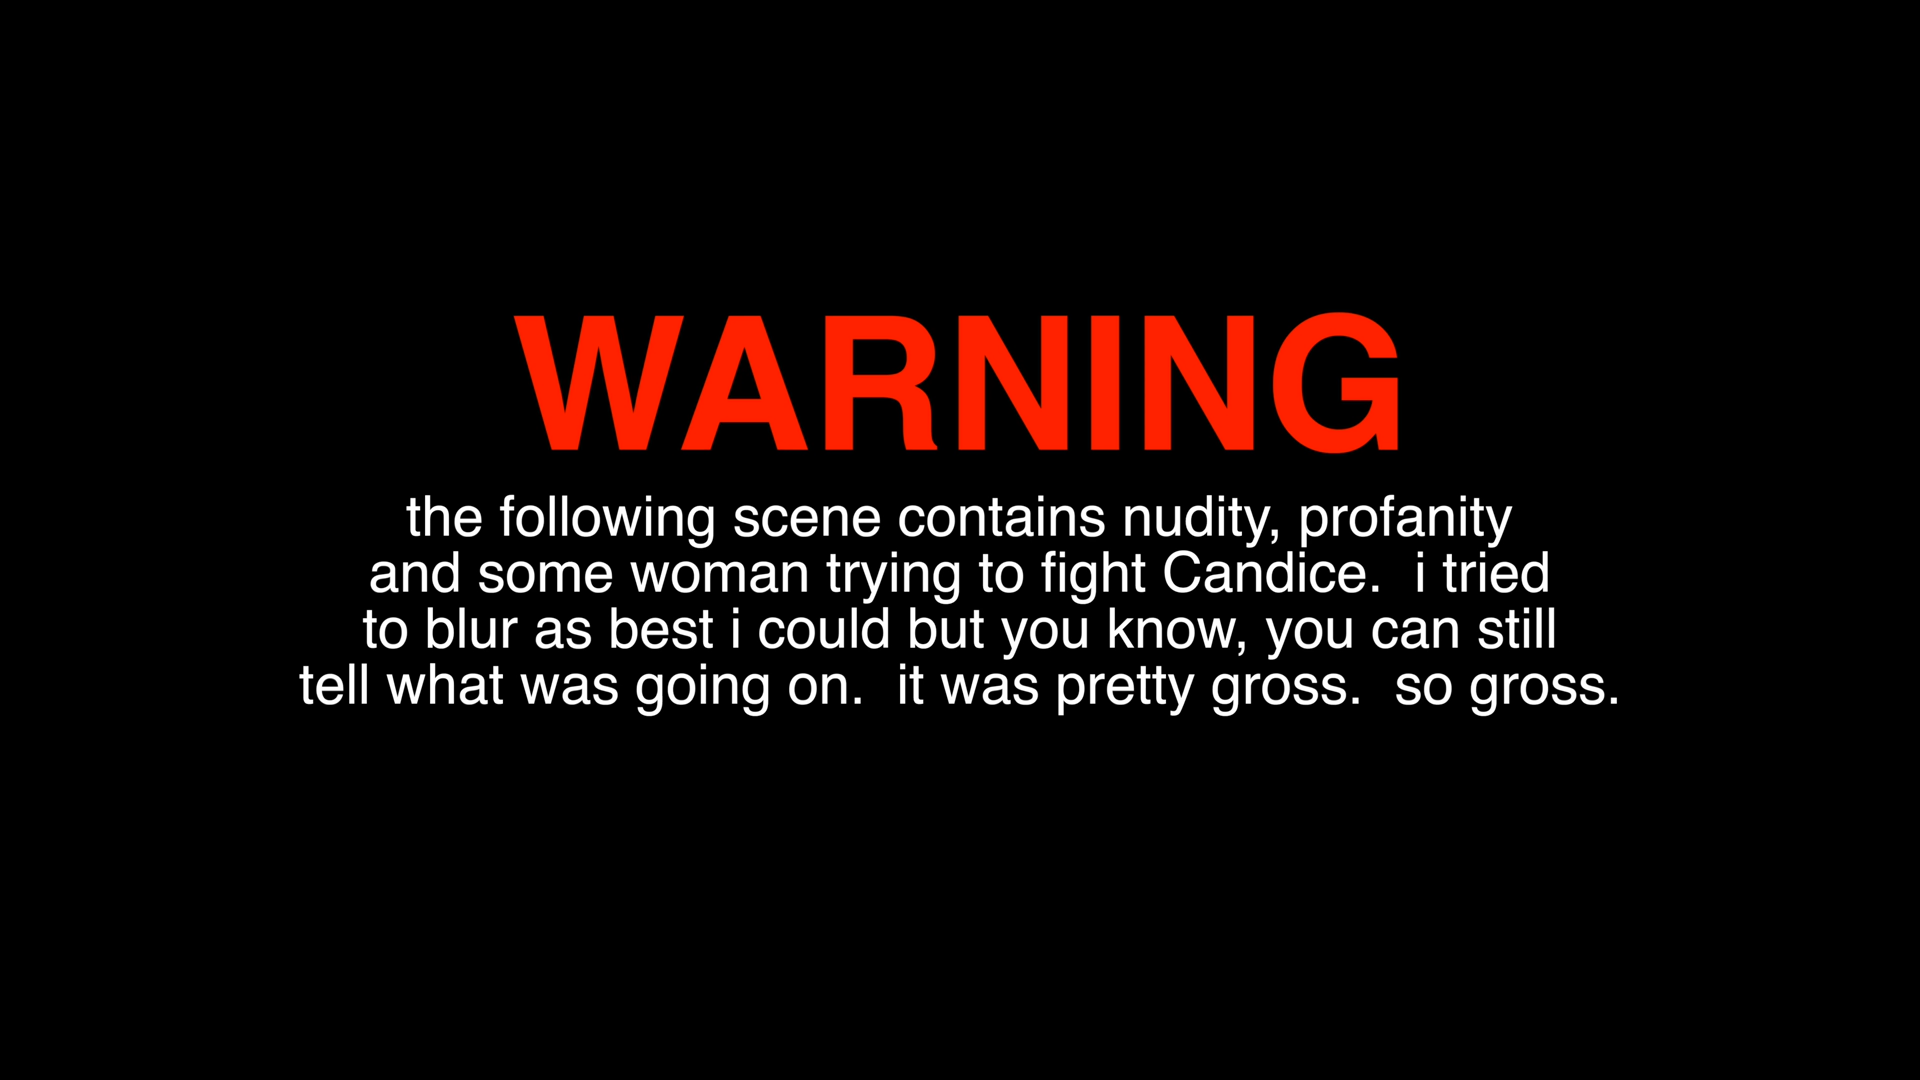 WARNING
the following scene contains nudity, profanity
and some woman trying to fight Candice.  i tried
to blur as best i could but you know, you can still
tell what was going on.  it was pretty gross.  so gross.